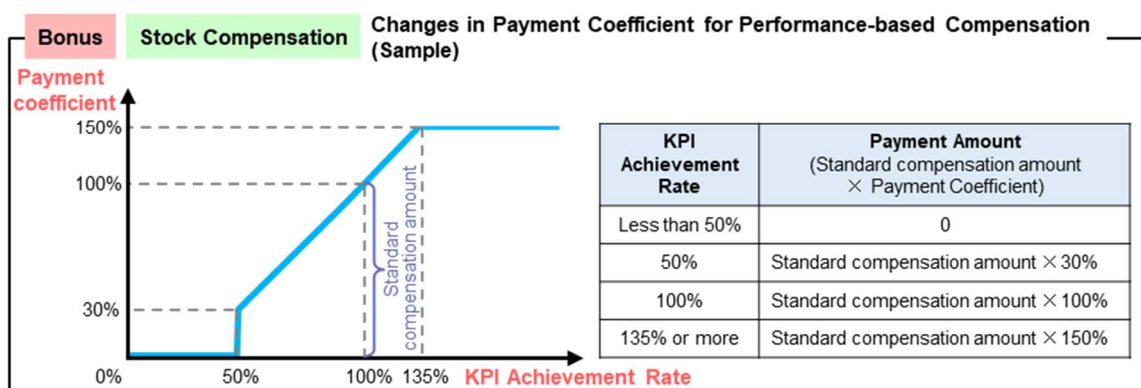 Bonus
Stock Compensation
Changes in Payment Coefficient for Performance-based Compensation
(Sample)
Payment
coefficient
150%
100%
30%
0%
50%
100%
135%
KPI Achievement Rate
Standard
compensation amount
KPI
Achievement
Rate
Payment Amount
(Standard compensation amount
× Payment Coefficient)
Less than 50%
0
50%
Standard compensation amount × 30%
100%
Standard compensation amount × 100%
135% or more
Standard compensation amount × 150%